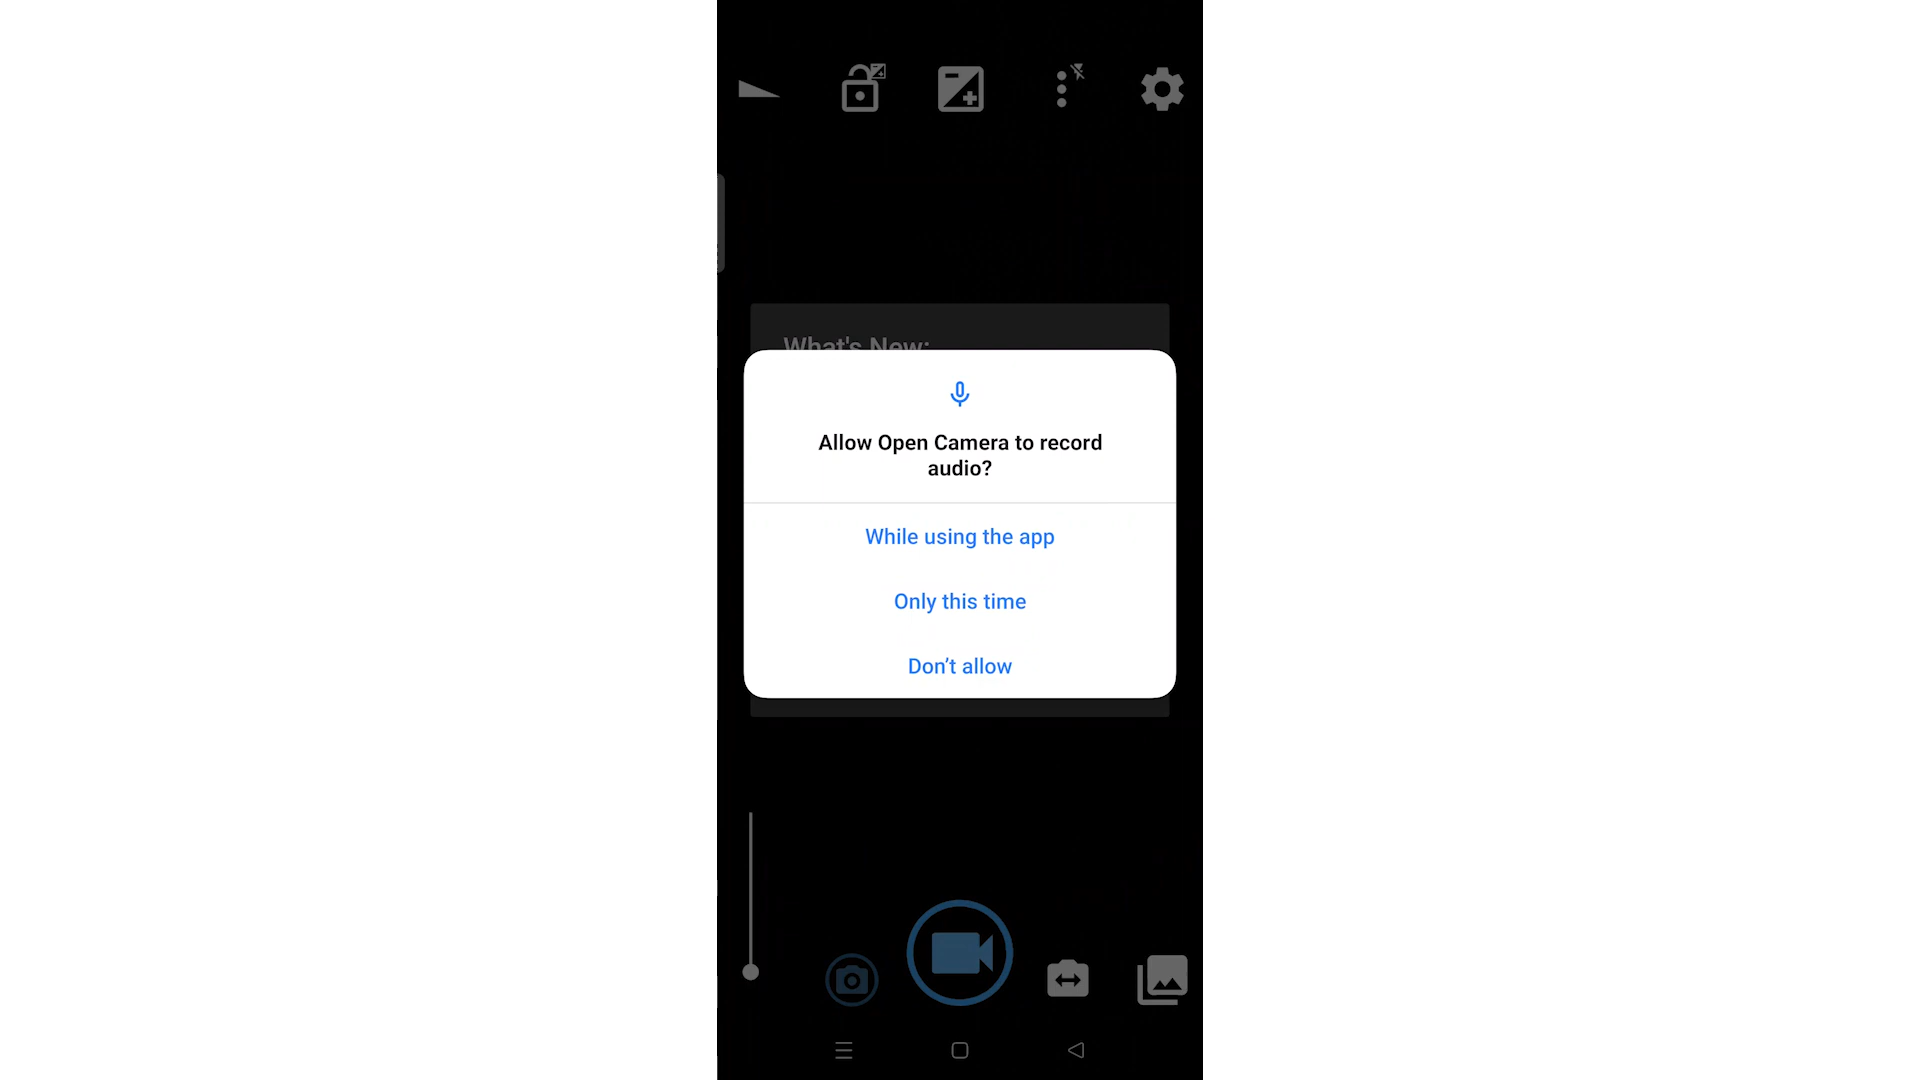 What's New:
Allow Open Camera to record
audio?
While using the app
Only this time
Don’t allow